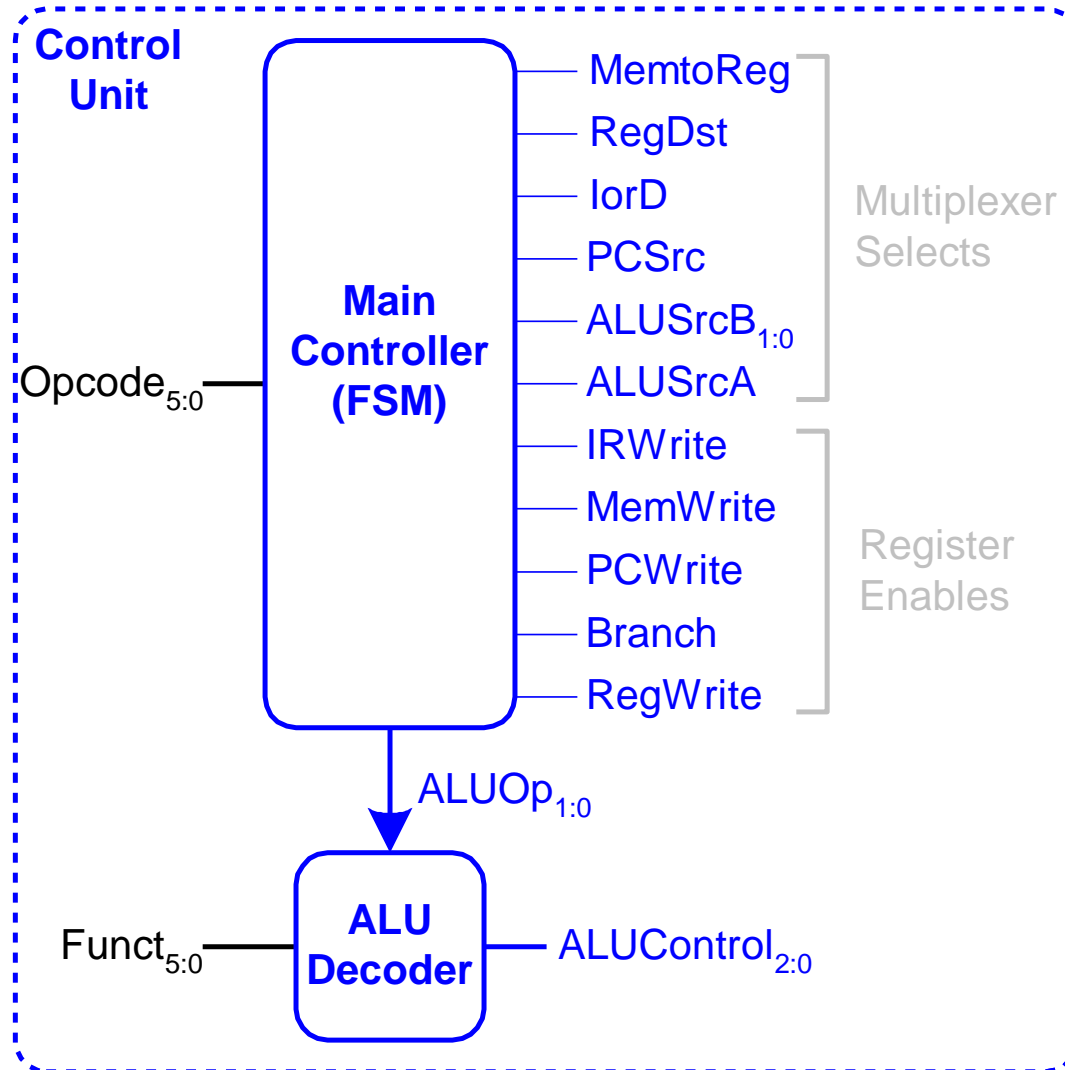 Control
Unit
MemtoReg
RegDst
IorD
PCSrc
ALUSrcB1:0
ALUSrcA
Multiplexer
Selects
Main
Controller
(FSM)
Opcode5:0
IRWrite
MemWrite
PCWrite
Branch
RegWrite
Register
Enables
ALUOp1:0
ALU
Decoder
Funct5:0
ALUControl2:0